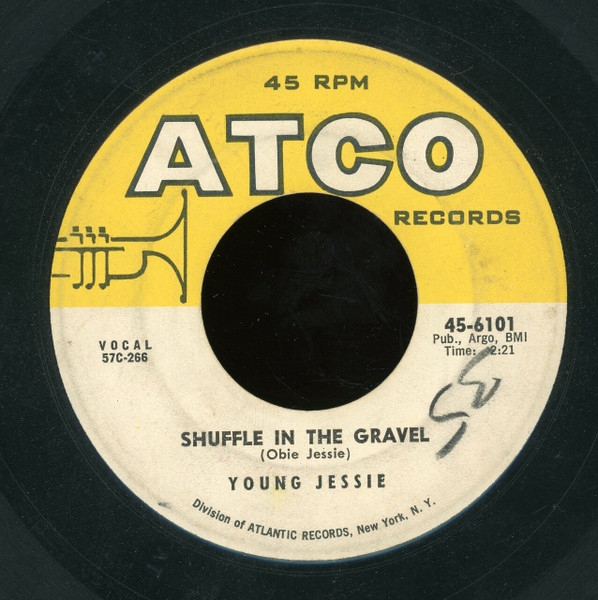 45 RPM
ATCO
RECORDS
VOCAL
57C-266
45-6101
Pub., Argo, BMI
Time: 2:21
SHUFFLE IN THE GRAVEL
(Obie Jessie)
YOUNG JESSIE
Division of ATLANTIC RECORDS, New York, N. Y.